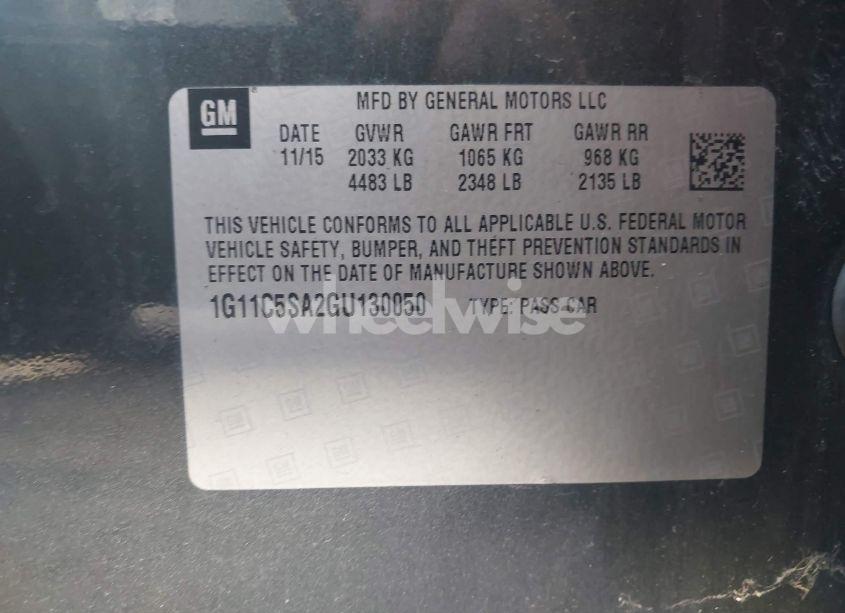 GM
MFD BY GENERAL MOTORS LLC
DATE GVWR GAWR FRT GAWR RR
11/15 2033 KG 1065 KG 968 KG
4483 LB 2348 LB 2135 LB
THIS VEHICLE CONFORMS TO ALL APPLICABLE U.S. FEDERAL MOTOR
VEHICLE SAFETY, BUMPER, AND THEFT PREVENTION STANDARDS IN
EFFECT ON THE DATE OF MANUFACTURE SHOWN ABOVE.
1G11C5SA2GU130050 TYPE: PASS CAR
wheelwise